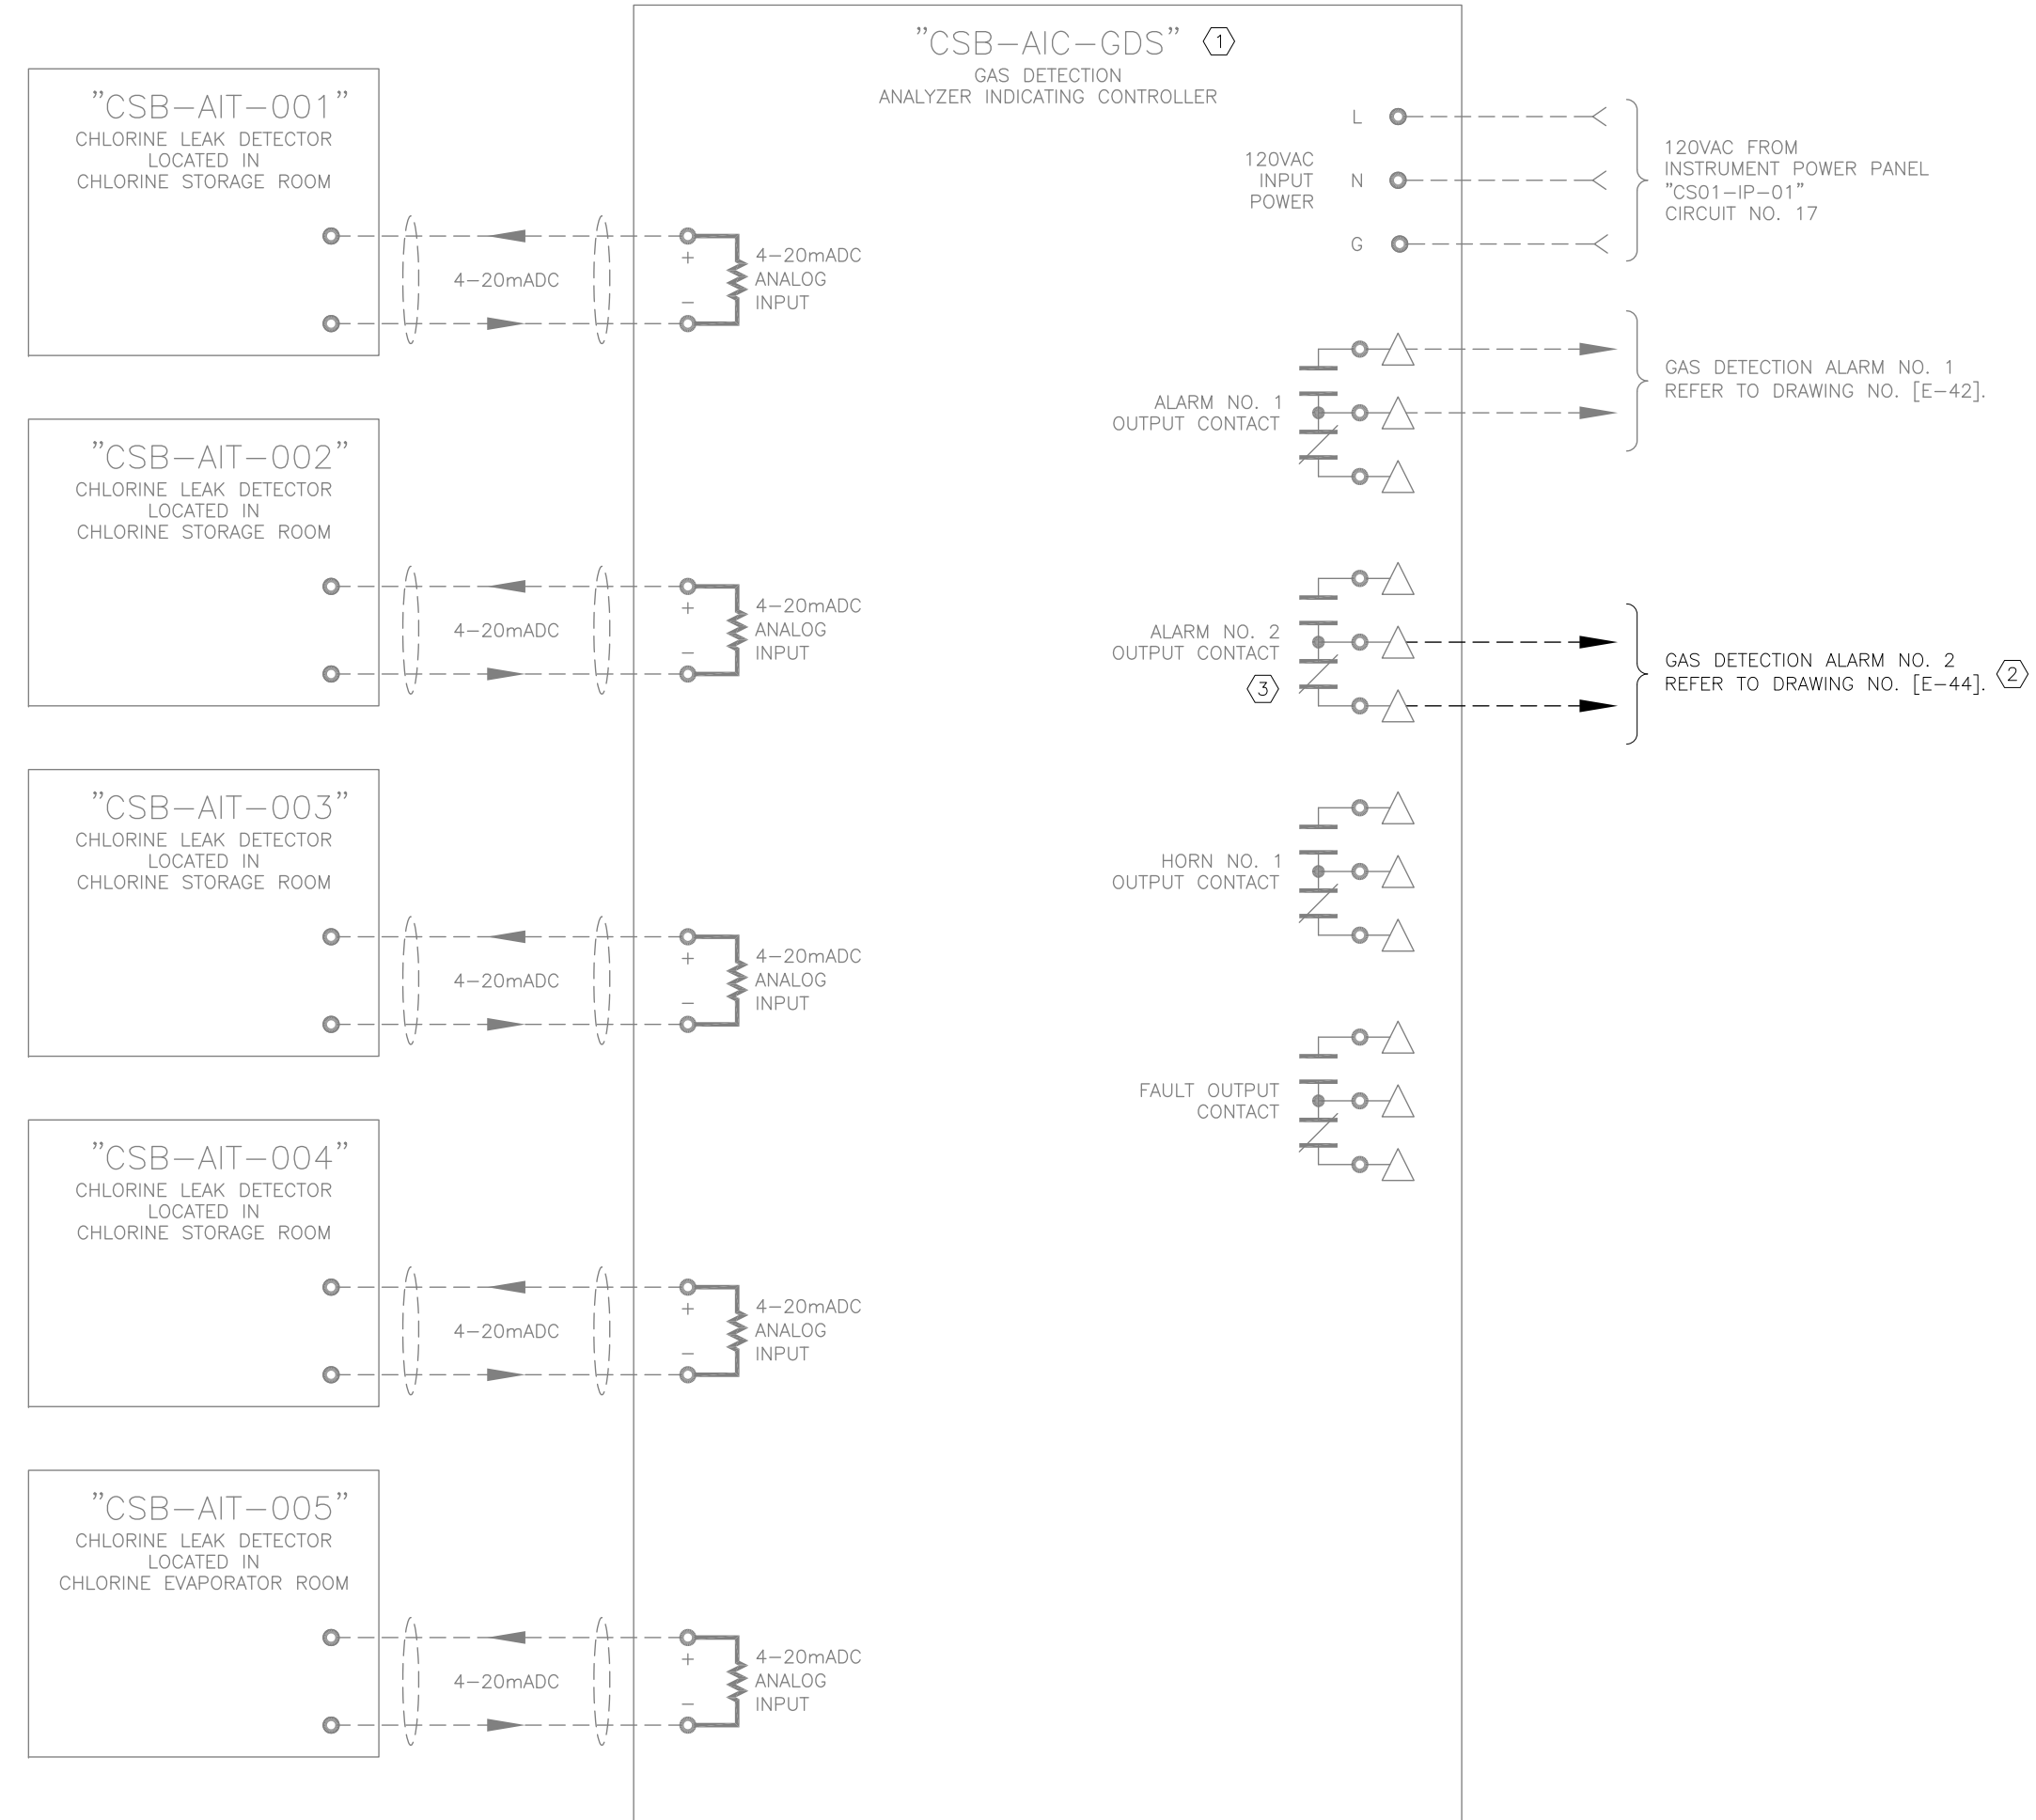 "CSB-AIC-GDS" 1
GAS DETECTION
ANALYZER INDICATING CONTROLLER
"CSB-AIT-001"
CHLORINE LEAK DETECTOR
LOCATED IN
CHLORINE STORAGE ROOM
4-20mADC
+
-
4-20mADC
ANALOG
INPUT
"CSB-AIT-002"
CHLORINE LEAK DETECTOR
LOCATED IN
CHLORINE STORAGE ROOM
4-20mADC
+
-
4-20mADC
ANALOG
INPUT
"CSB-AIT-003"
CHLORINE LEAK DETECTOR
LOCATED IN
CHLORINE STORAGE ROOM
4-20mADC
+
-
4-20mADC
ANALOG
INPUT
"CSB-AIT-004"
CHLORINE LEAK DETECTOR
LOCATED IN
CHLORINE STORAGE ROOM
4-20mADC
+
-
4-20mADC
ANALOG
INPUT
"CSB-AIT-005"
CHLORINE LEAK DETECTOR
LOCATED IN
CHLORINE EVAPORATOR ROOM
4-20mADC
+
-
4-20mADC
ANALOG
INPUT
120VAC
INPUT
POWER
L
N
G
120VAC FROM
INSTRUMENT POWER PANEL
"CS01-IP-01"
CIRCUIT NO. 17
ALARM NO. 1
OUTPUT CONTACT
GAS DETECTION ALARM NO. 1
REFER TO DRAWING NO. [E-42].
ALARM NO. 2
OUTPUT CONTACT
3
GAS DETECTION ALARM NO. 2
REFER TO DRAWING NO. [E-44]. 2
HORN NO. 1
OUTPUT CONTACT
FAULT OUTPUT
CONTACT